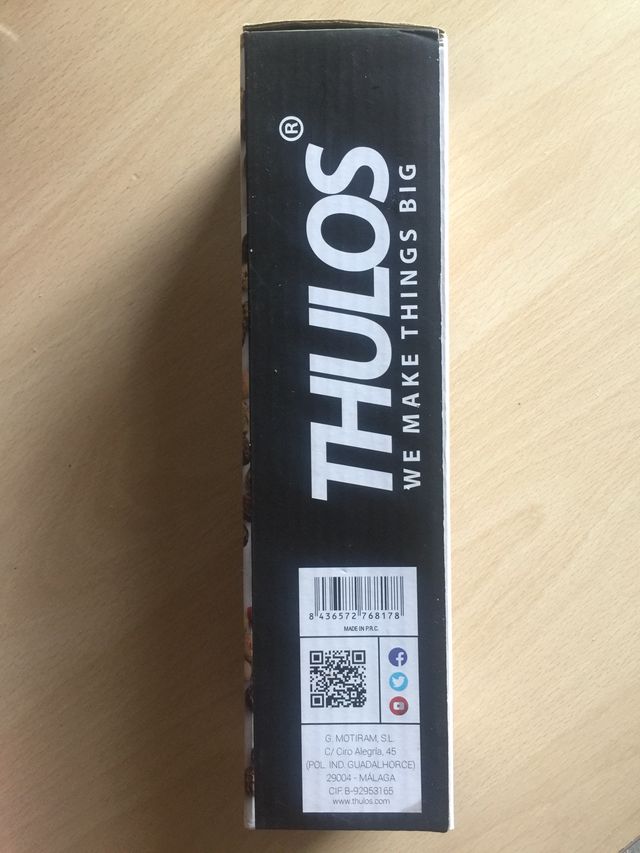 THULOS®
WE MAKE THINGS BIG
8 436572 768178
MADE IN P.R.C.
G. MOTIRAM, S.L.
C/ Ciro Alegría, 45
(POL. IND. GUADALHORCE)
29004 - MÁLAGA
CIF. B-92953165
www.thulos.com